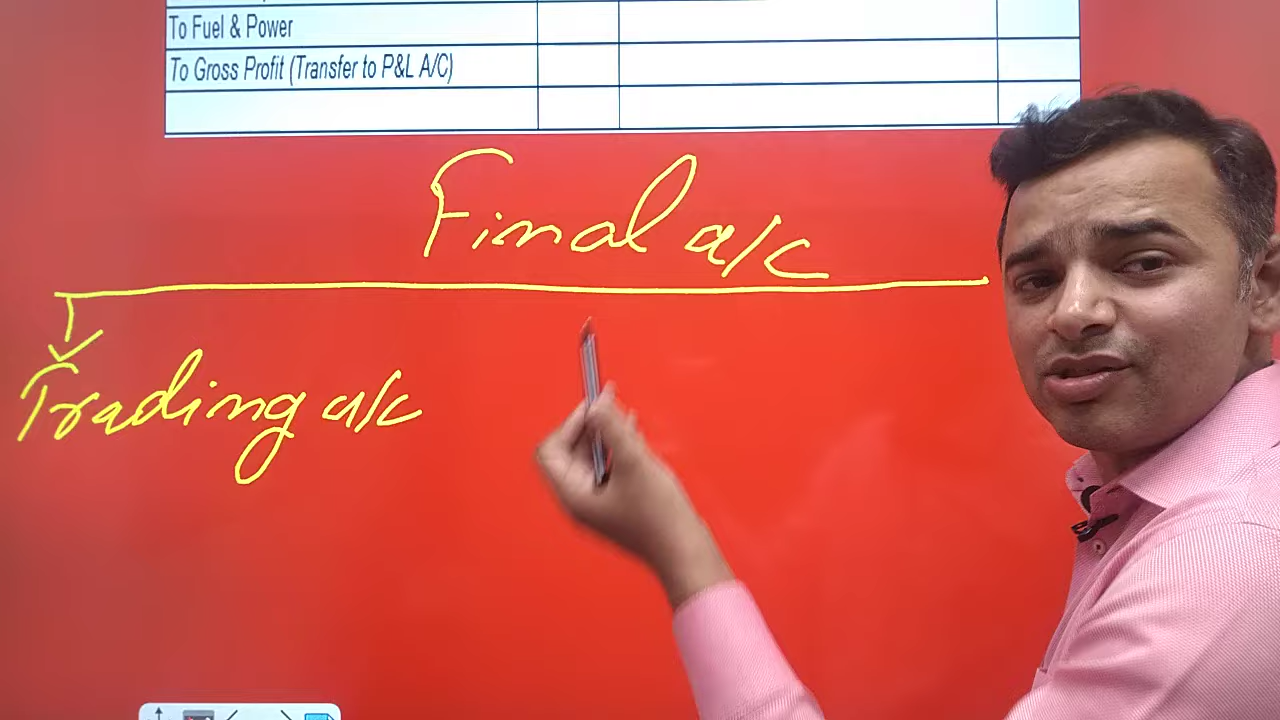 To Fuel & Power
To Gross Profit (Transfer to P&L A/C)
Final a/c
Trading a/c